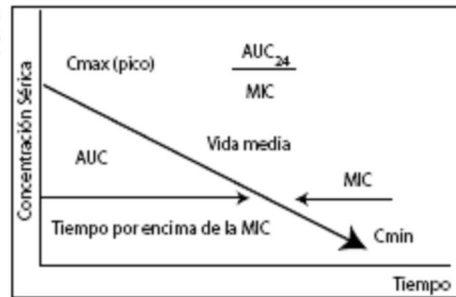 Concentración Sérica
Cmax (pico)
AUC24
MIC
Vida media
AUC
MIC
Tiempo por encima de la MIC
Cmin
Tiempo